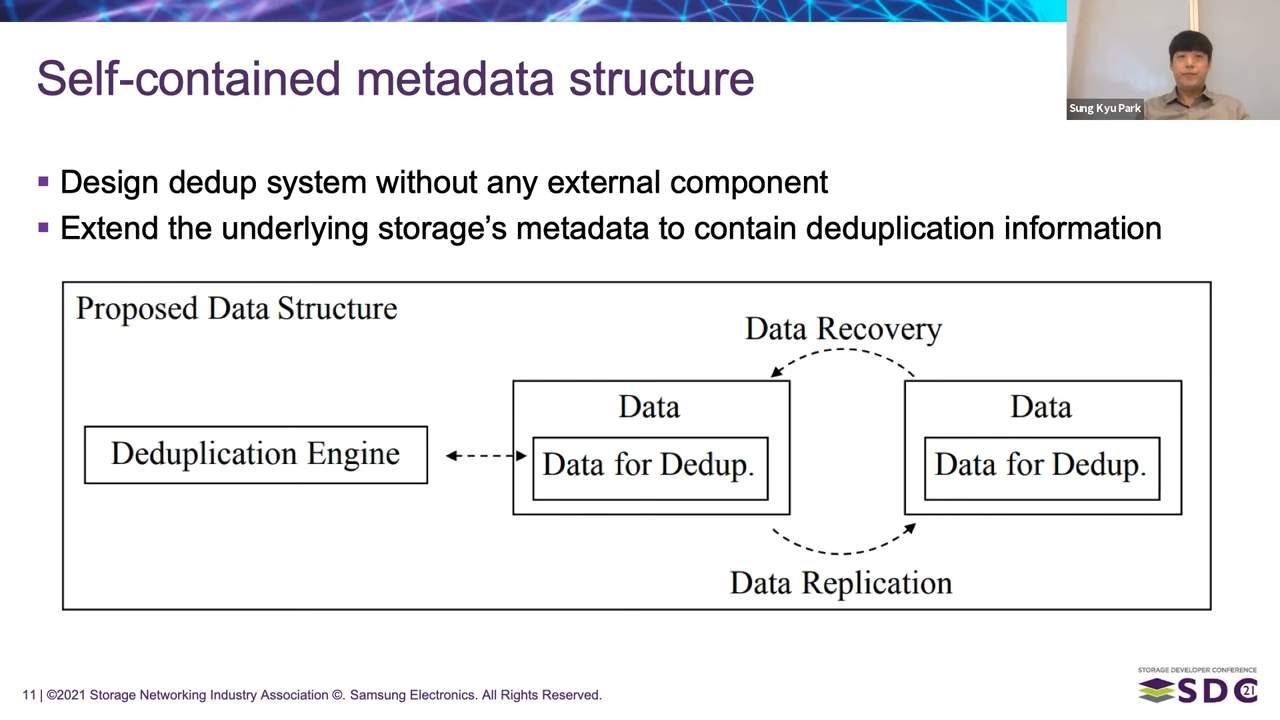 Self-contained metadata structure
Sung Kyu Park
▪ Design dedup system without any external component
▪ Extend the underlying storage’s metadata to contain deduplication information
Proposed Data Structure
Data Recovery
Data
Data
Deduplication Engine
Data for Dedup.
Data for Dedup.
Data Replication
11 | ©2021 Storage Networking Industry Association ©. Samsung Electronics. All Rights Reserved.
STORAGE DEVELOPER CONFERENCE
SDC 21